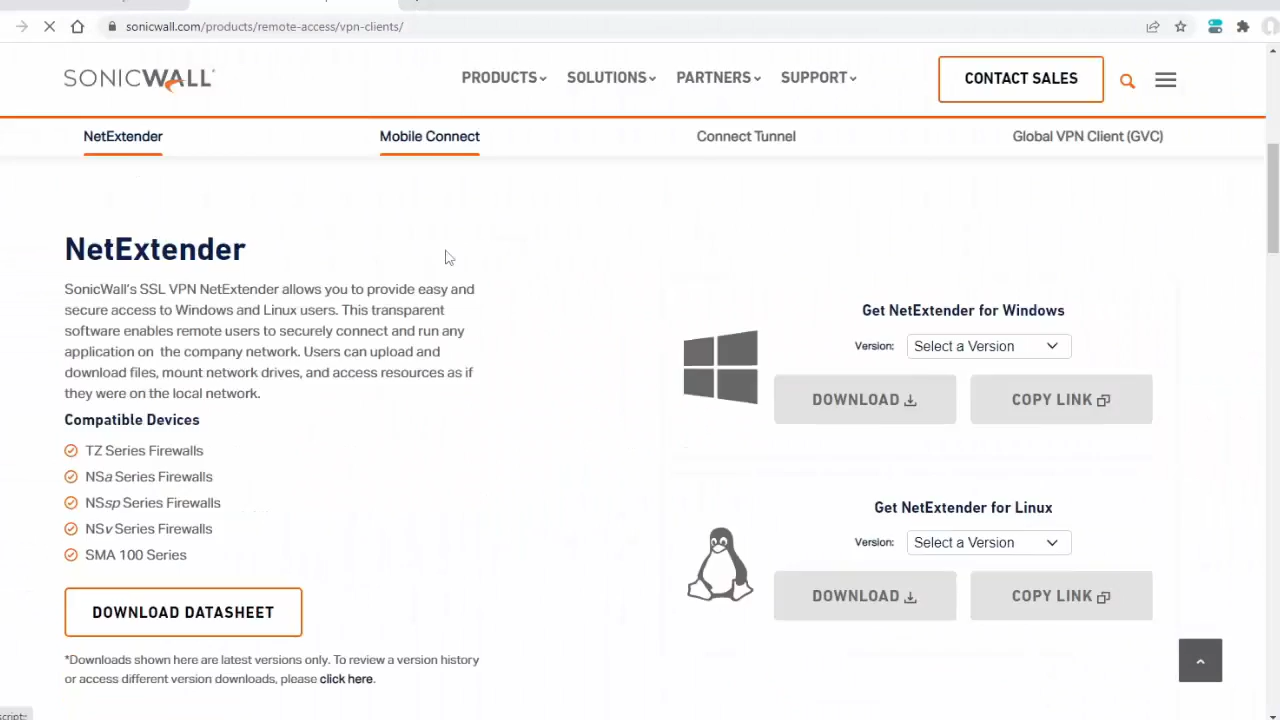 sonicwall.com/products/remote-access/vpn-clients/
SONICWALL
PRODUCTS SOLUTIONS PARTNERS SUPPORT
CONTACT SALES
NetExtender Mobile Connect Connect Tunnel Global VPN Client (GVC)
NetExtender
SonicWall's SSL VPN NetExtender allows you to provide easy and
secure access to Windows and Linux users. This transparent
software enables remote users to securely connect and run any
application on the company network. Users can upload and
download files, mount network drives, and access resources as if
they were on the local network.
Compatible Devices
TZ Series Firewalls
NSa Series Firewalls
NSsp Series Firewalls
NSv Series Firewalls
SMA 100 Series
DOWNLOAD DATASHEET
*Downloads shown here are latest versions only. To review a version history
or access different version downloads, please click here.
Get NetExtender for Windows
Version: Select a Version
DOWNLOAD COPY LINK
Get NetExtender for Linux
Version: Select a Version
DOWNLOAD COPY LINK
script: